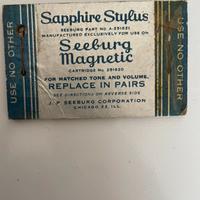 Sapphire Stylus
SEEBURG PART NO. A-251821
MANUFACTURED EXCLUSIVELY FOR USE ON
Seeburg
Magnetic
CARTRIDGE NO. 251820
FOR MATCHED TONE AND VOLUME,
REPLACE IN PAIRS
SEE DIRECTIONS ON REVERSE SIDE
J. P. SEEBURG CORPORATION
CHICAGO 22, ILL.
USE NO OTHER
USE NO OTHER